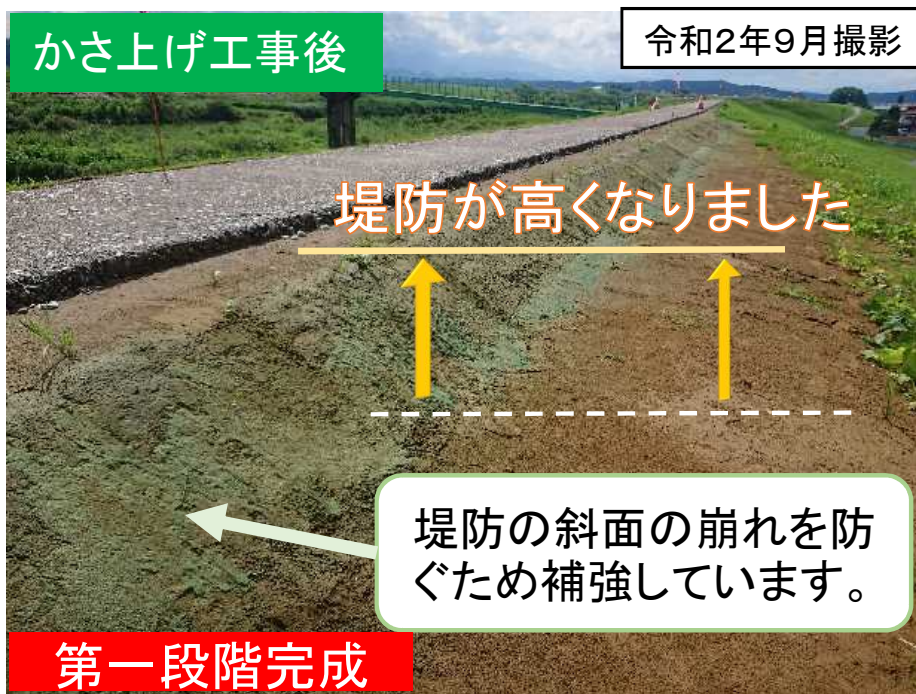 かさ上げ工事後
令和2年9月撮影
堤防が高くなりました
堤防の斜面の崩れを防
ぐため補強しています。
第一段階完成